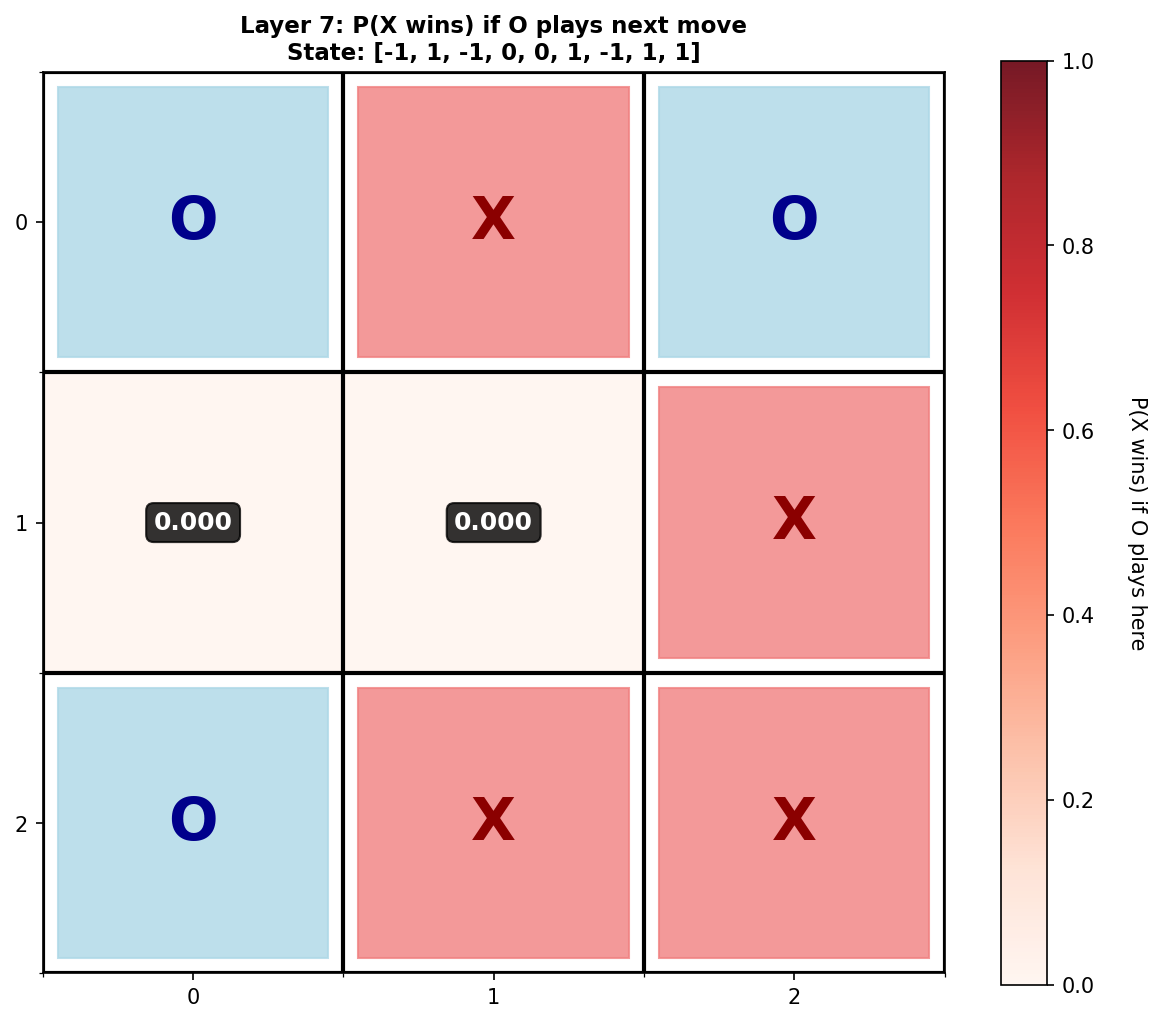 Layer 7: P(X wins) if O plays next move
State: [-1, 1, -1, 0, 0, 1, -1, 1, 1]
0
O
X
O
1
0.000
0.000
X
2
O
X
X
0
1
2
1.0
0.8
0.6
0.4
0.2
0.0
P(X wins) if O plays here